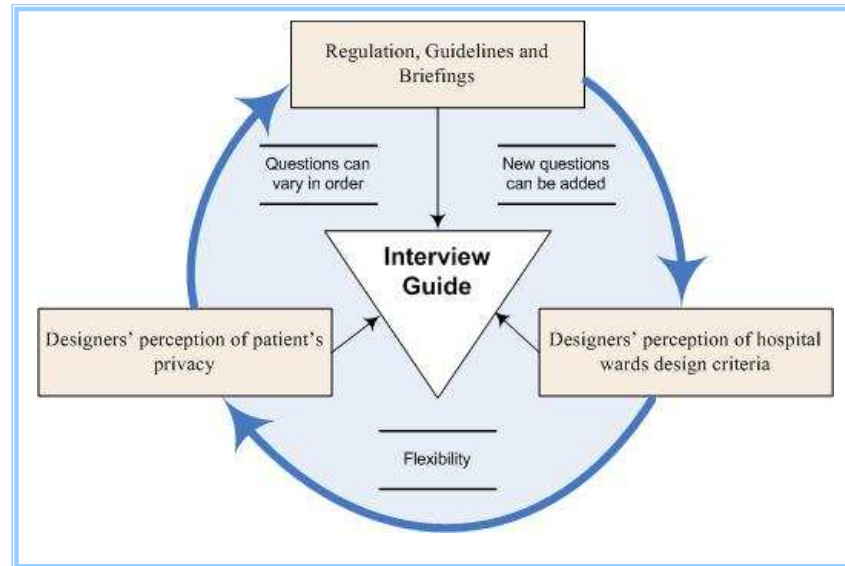 Regulation, Guidelines and
Briefings
Questions can
vary in order
New questions
can be added
Interview
Guide
Designers’ perception of patient’s
privacy
Designers’ perception of hospital
wards design criteria
Flexibility